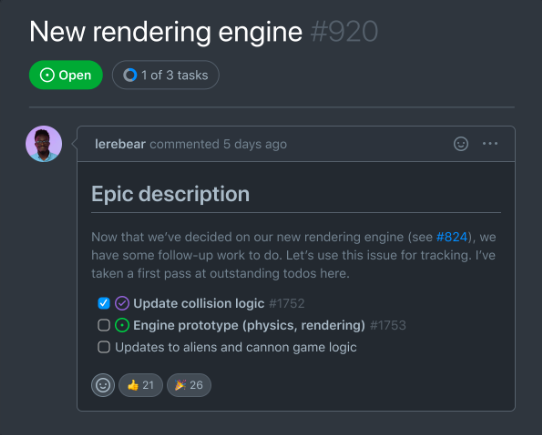 New rendering engine #920
Open 1 of 3 tasks
lerebear commented 5 days ago
Epic description
Now that we've decided on our new rendering engine (see #824), we
have some follow-up work to do. Let's use this issue for tracking. I've
taken a first pass at outstanding todos here.
Update collision logic #1752
Engine prototype (physics, rendering) #1753
Updates to aliens and cannon game logic
👍 21 🎉 26